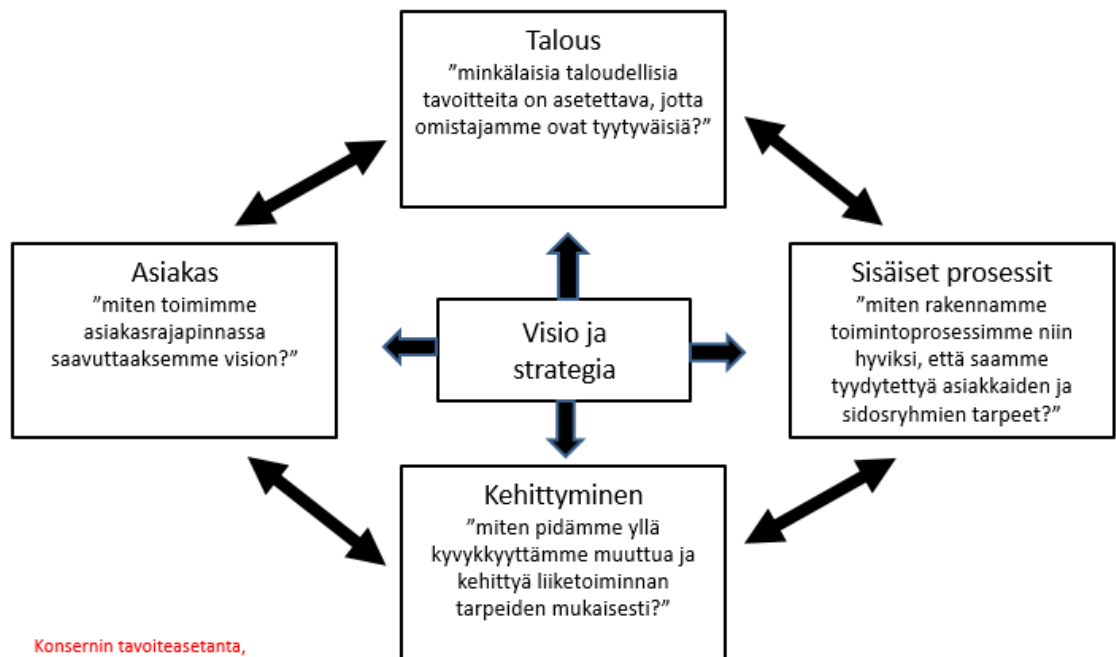 Talous
”minkälaisia taloudellisia
tavoitteita on asetettava, jotta
omistajamme ovat tyytyväisiä?”
Asiakas
”miten toimimme
asiakasrajapinnassa
saavuttaaksemme vision?”
Visio ja
strategia
Sisäiset prosessit
”miten rakennamme
toimintoprosessimme niin
hyviksi, että saamme
tyydytettyä asiakkaiden ja
sidosryhmien tarpeet?”
Kehittyminen
”miten pidämme yllä
kyvykkyyttämme muuttua ja
kehittyä liiketoiminnan
tarpeiden mukaisesti?”
Konsernin tavoiteasetanta,